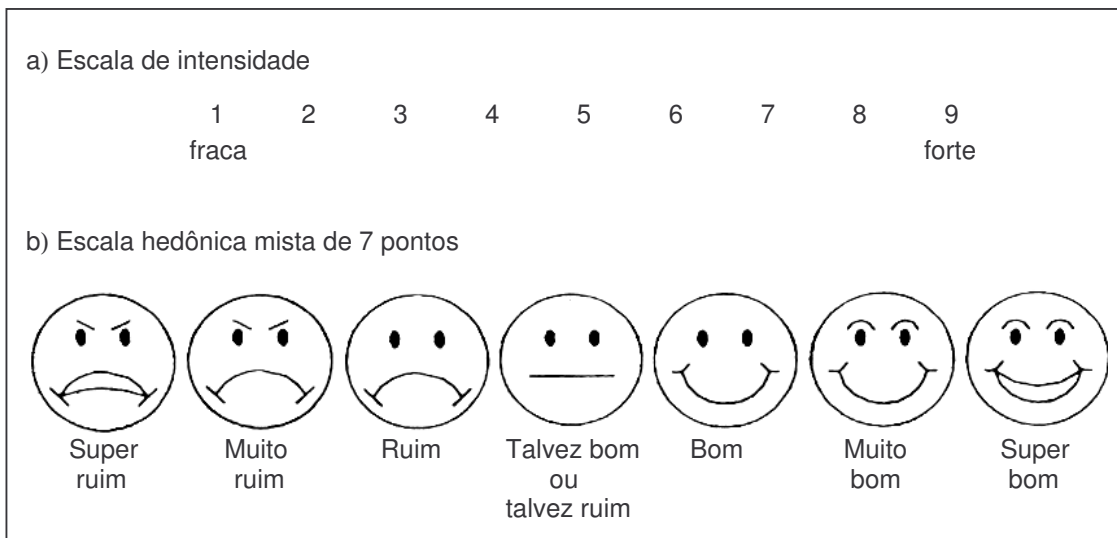 a) Escala de intensidade
1 2 3 4 5 6 7 8 9
fraca forte
b) Escala hedônica mista de 7 pontos
Super Muito Ruim Talvez bom Bom Muito Super
ruim ruim ou bom bom
talvez ruim